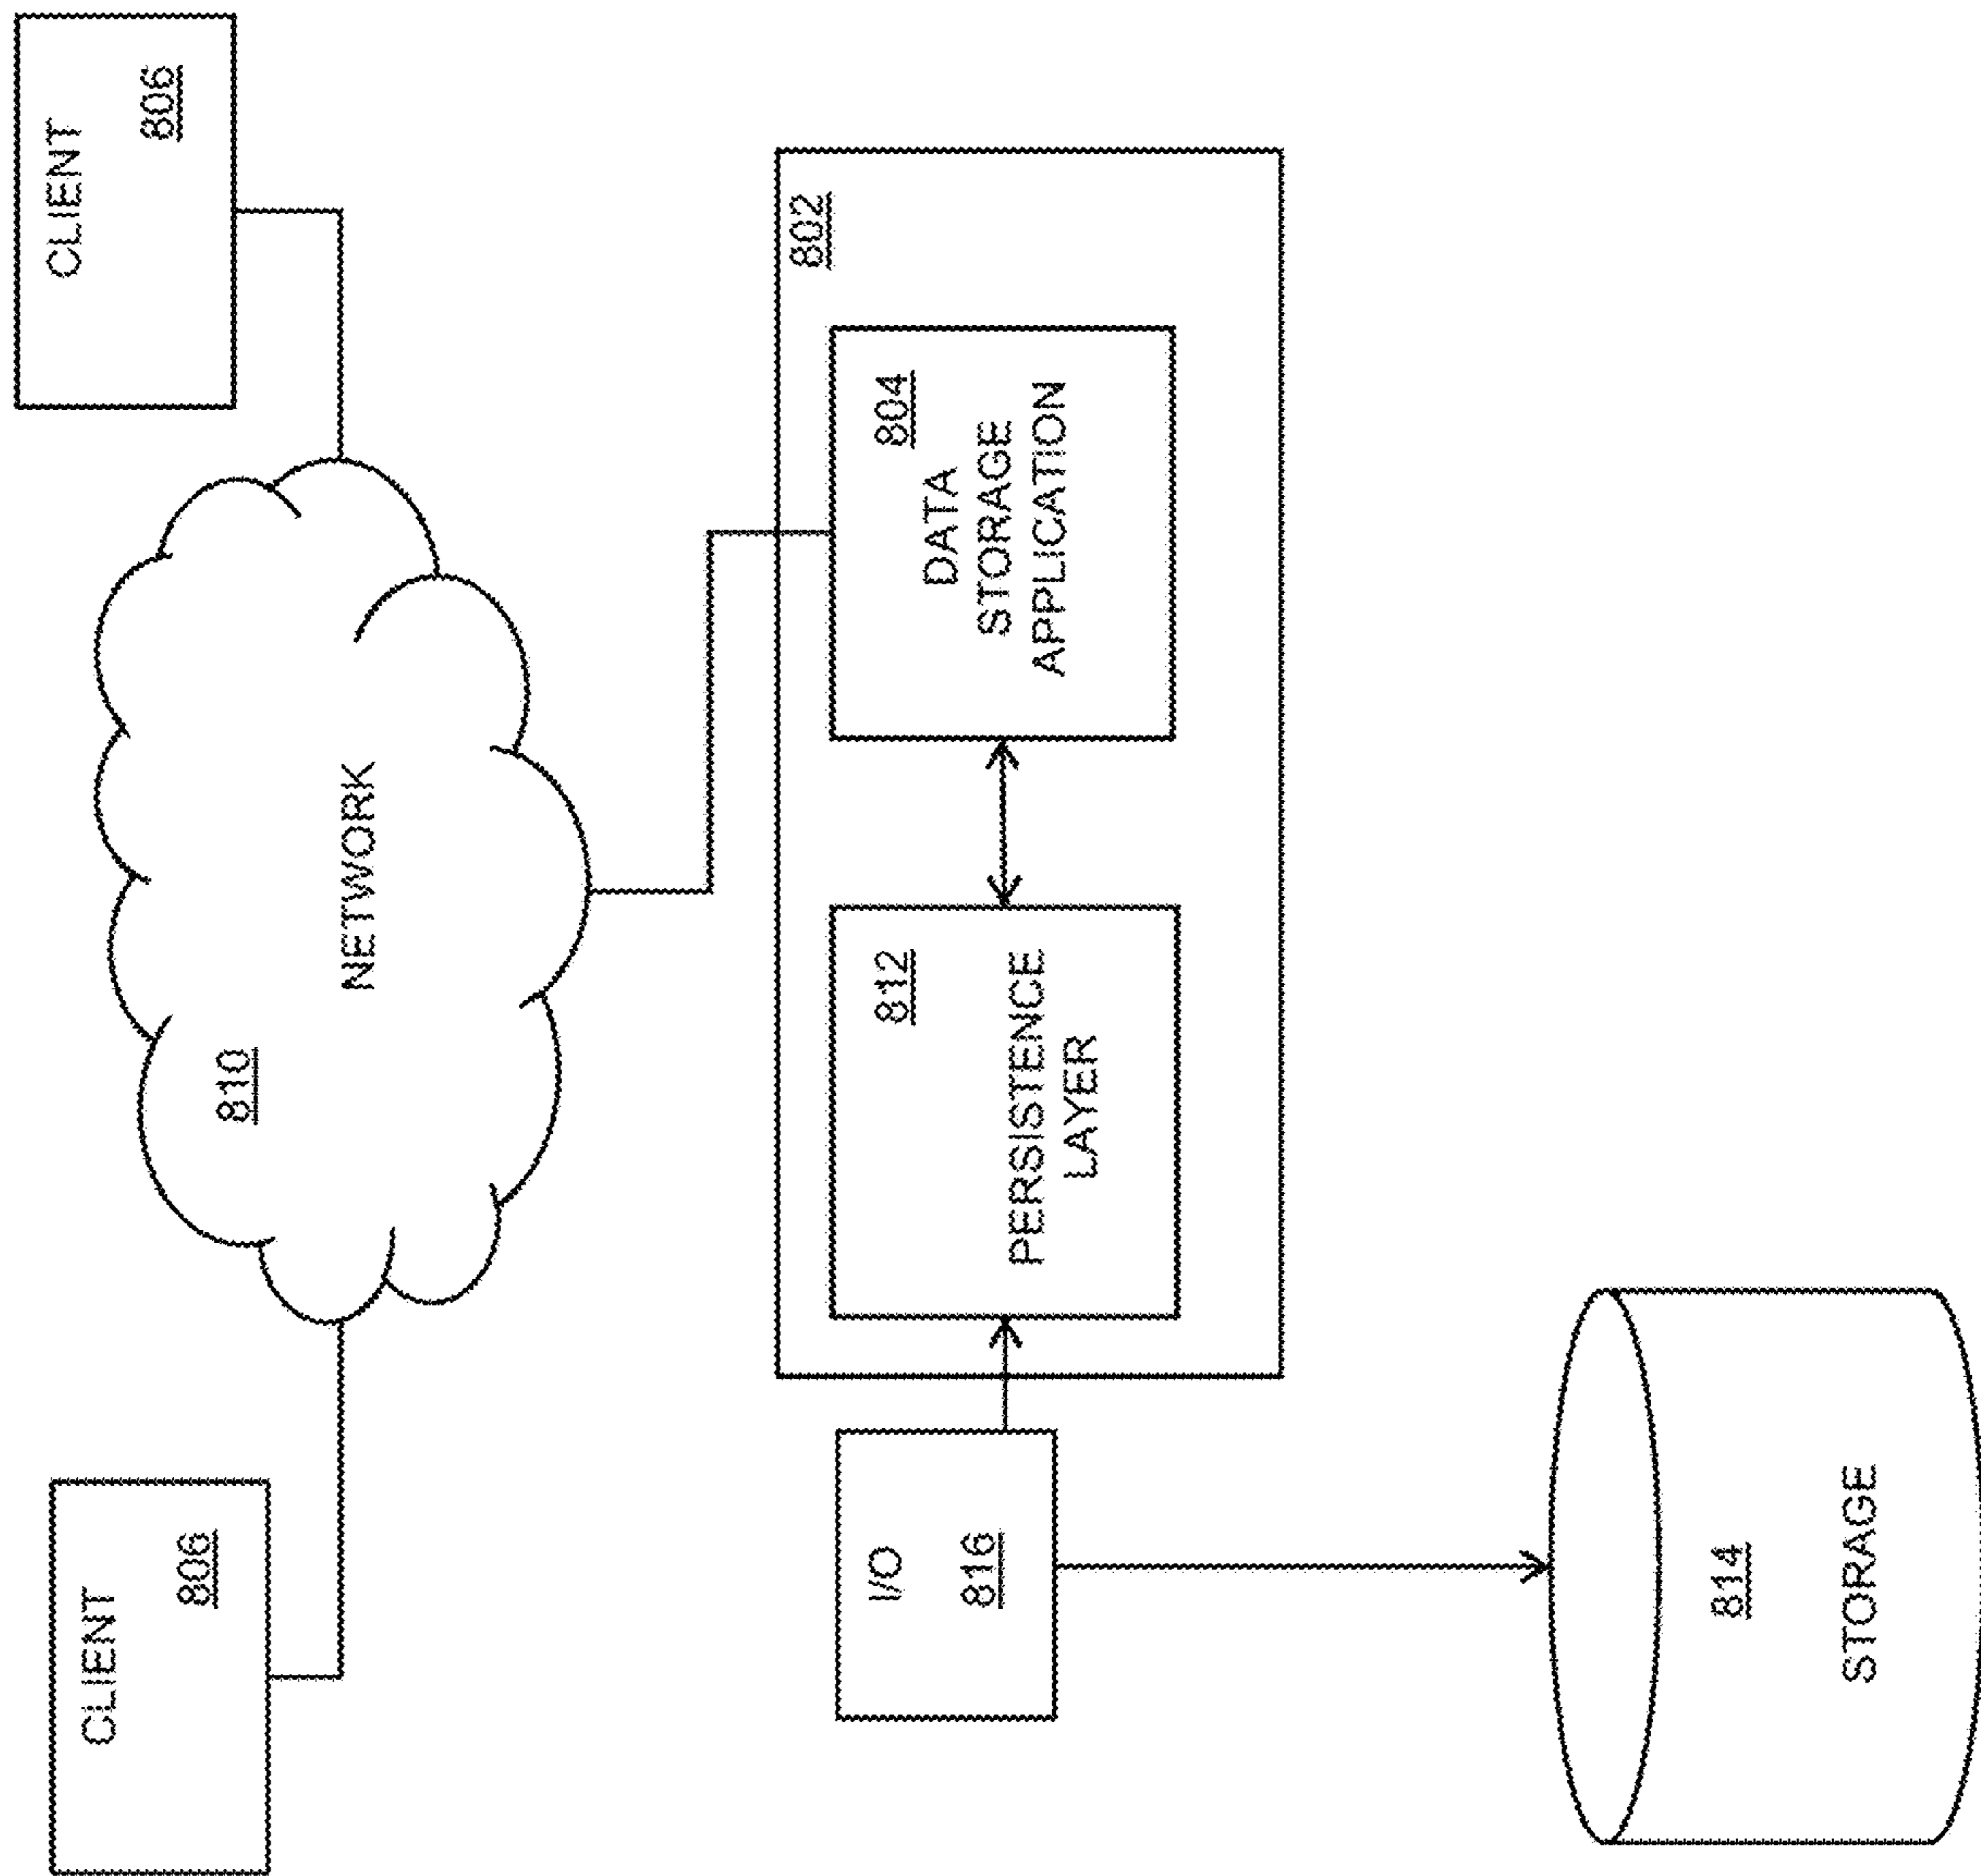 CLIENT
806
CLIENT
806
810
NETWORK
802
812
PERSISTENCE
LAYER
804
DATA
STORAGE
APPLICATION
I/O
816
814
STORAGE